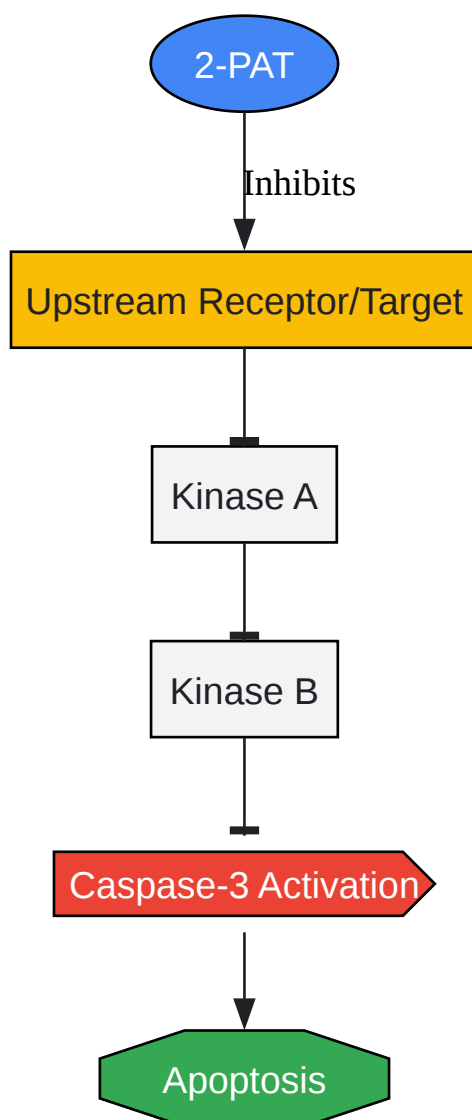 2-PAT
Inhibits
Upstream Receptor/Target
Kinase A
Kinase B
Caspase-3 Activation
Apoptosis